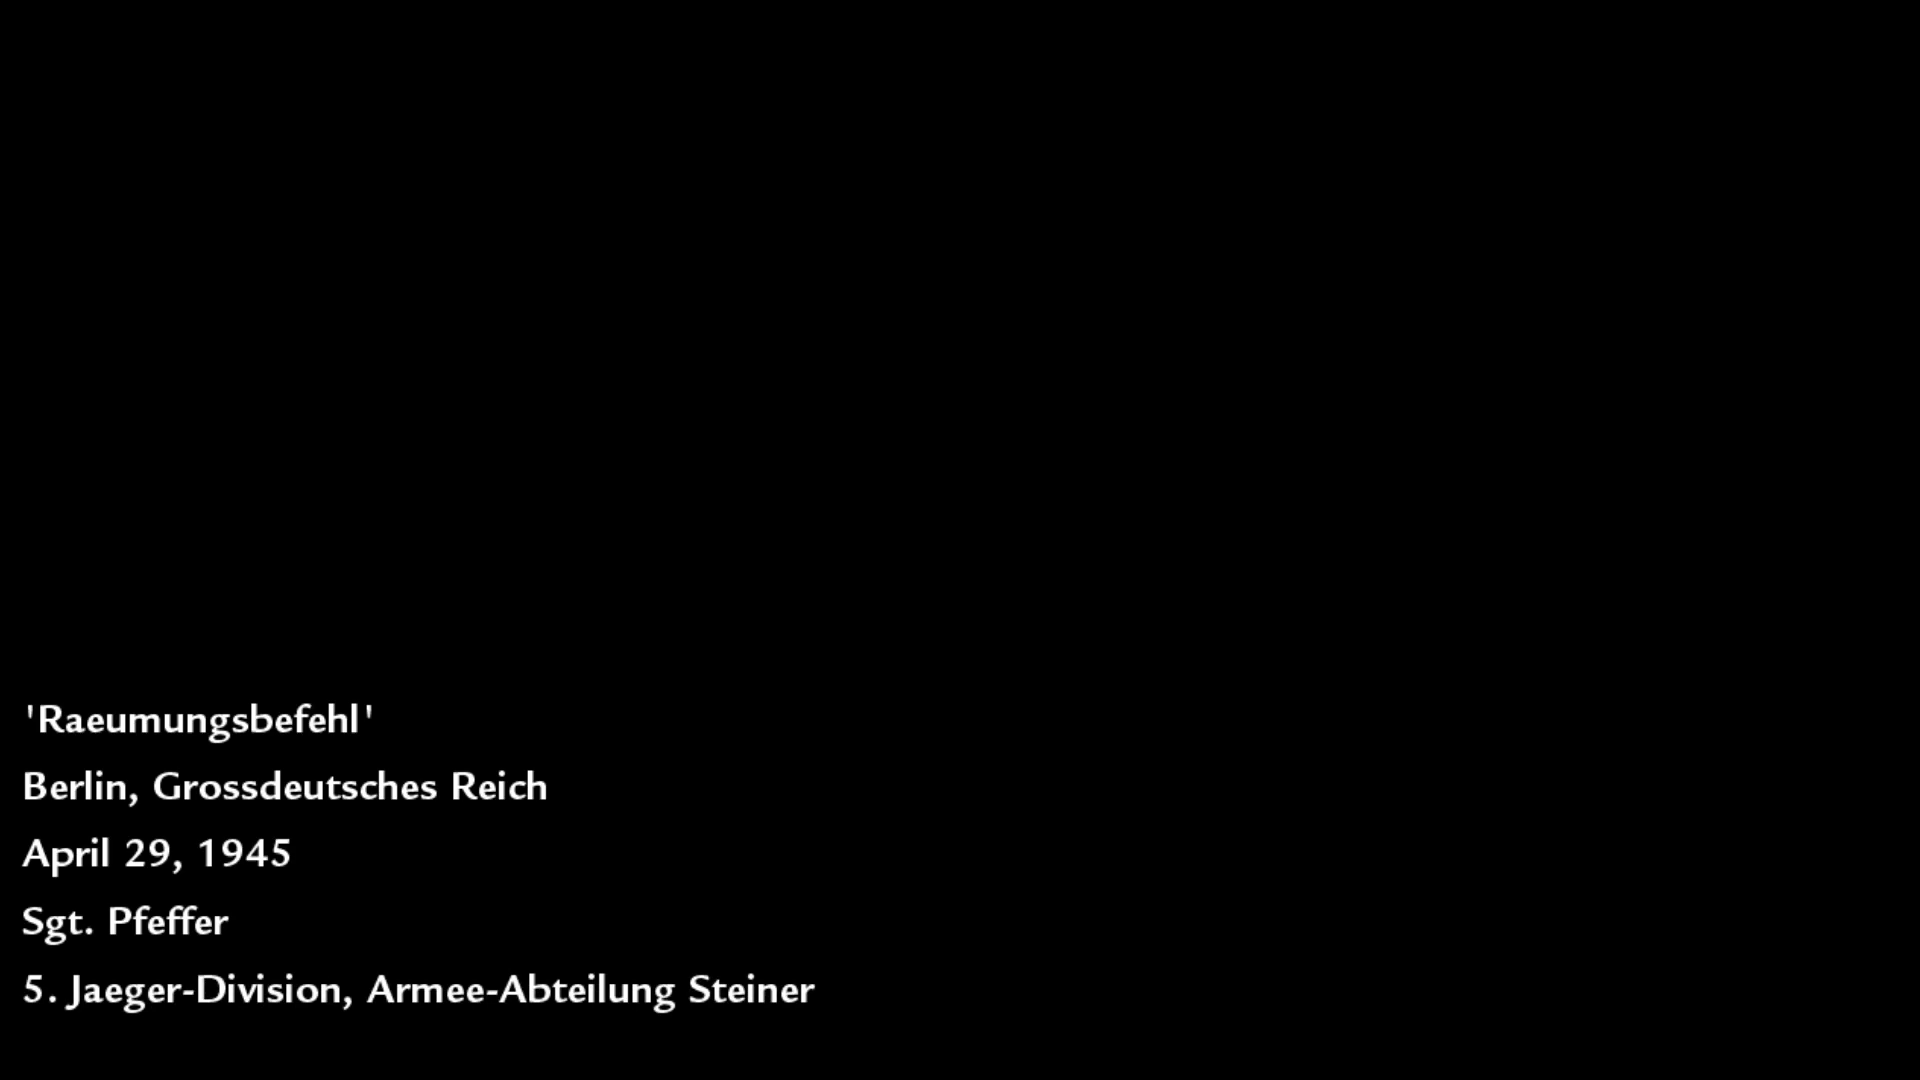 'Raeumungsbefehl'
Berlin, Grossdeutsches Reich
April 29, 1945
Sgt. Pfeffer
5. Jaeger-Division, Armee-Abteilung Steiner